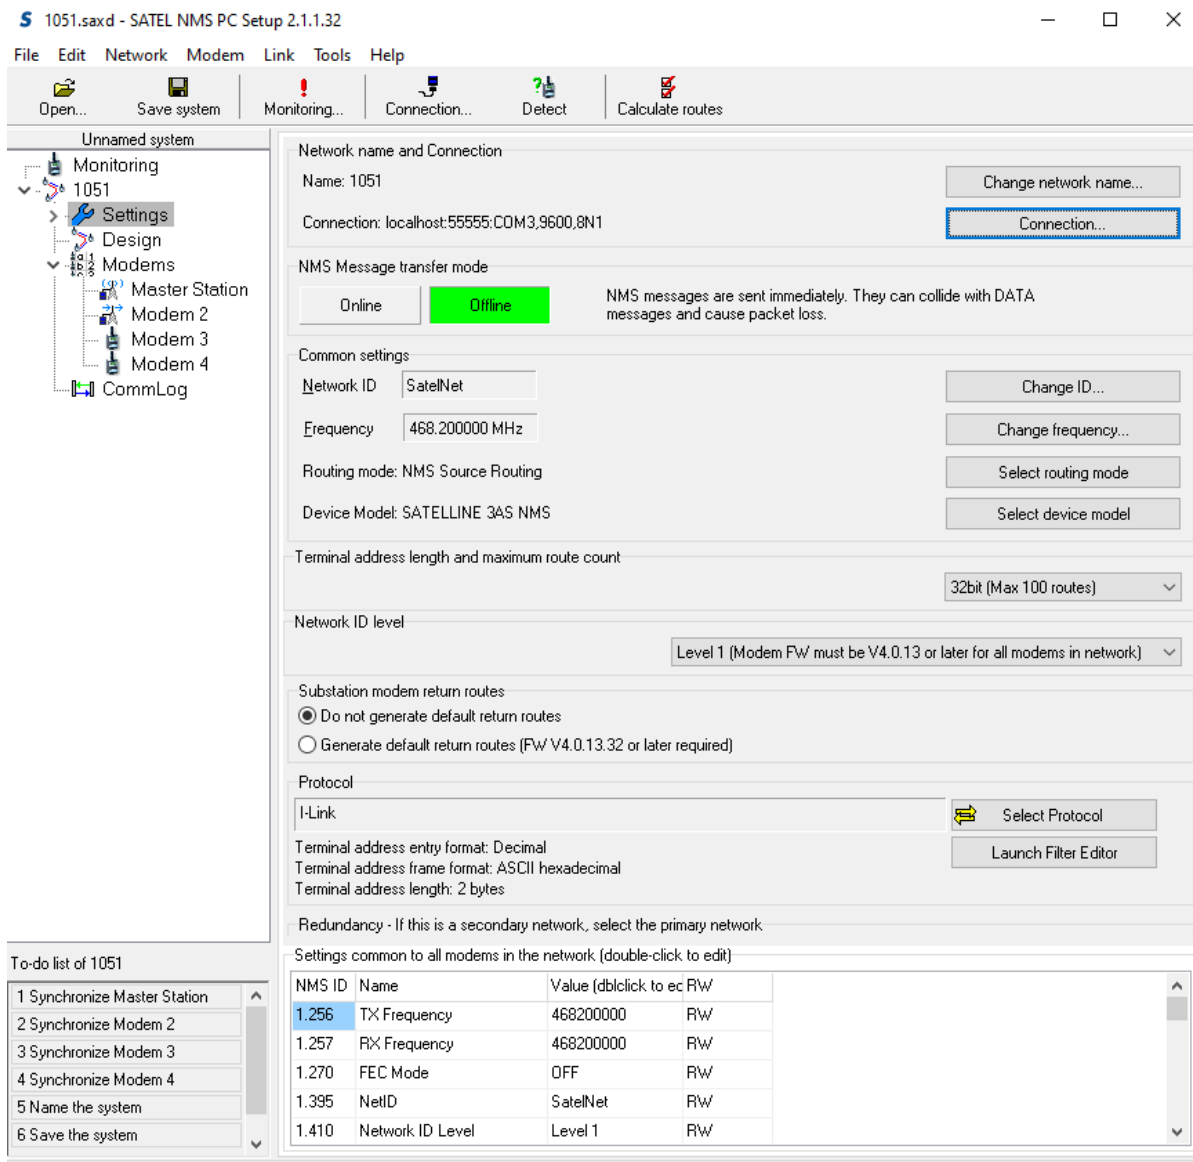 1051.saxd - SATEL NMS PC Setup 2.1.1.32
File Edit Network Modem Link Tools Help
Open... Save system Monitoring... Connection... Detect Calculate routes
Unnamed system
Monitoring
1051
Settings
Design
Modems
Master Station
Modem 2
Modem 3
Modem 4
CommLog
To-do list of 1051
1 Synchronize Master Station
2 Synchronize Modem 2
3 Synchronize Modem 3
4 Synchronize Modem 4
5 Name the system
6 Save the system
Network name and Connection
Name: 1051 Change network name...
Connection: localhost:55555:COM3,9600,8N1 Connection...
NMS Message transfer mode
Online Offline
NMS messages are sent immediately. They can collide with DATA
messages and cause packet loss.
Common settings
Network ID SatelNet Change ID...
Frequency 468.200000 MHz Change frequency...
Routing mode: NMS Source Routing Select routing mode
Device Model: SATELLINE 3AS NMS Select device model
Terminal address length and maximum route count
32bit (Max 100 routes)
Network ID level
Level 1 (Modem FW must be V4.0.13 or later for all modems in network)
Substation modem return routes
Do not generate default return routes
Generate default return routes (FW V4.0.13.32 or later required)
Protocol
I-Link Select Protocol
Launch Filter Editor
Terminal address entry format: Decimal
Terminal address frame format: ASCII hexadecimal
Terminal address length: 2 bytes
Redundancy - If this is a secondary network, select the primary network
Settings common to all modems in the network (double-click to edit)
NMS ID Name Value (dblclick to ec RW
1.256 TX Frequency 468200000 RW
1.257 RX Frequency 468200000 RW
1.270 FEC Mode OFF RW
1.395 NetID SatelNet RW
1.410 Network ID Level Level 1 RW